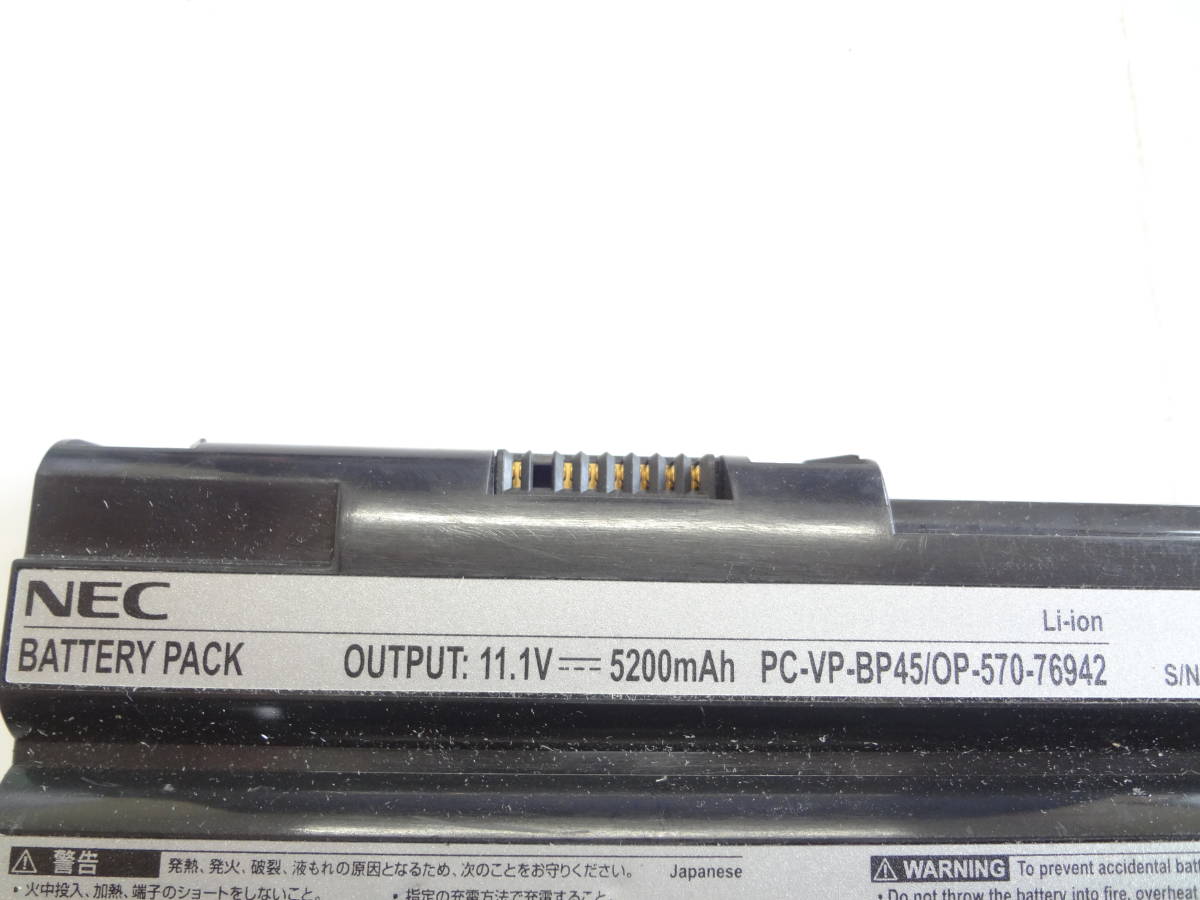 NEC
Li-ion
BATTERY PACK OUTPUT: 11.1V 5200mAh PC-VP-BP45/OP-570-76942 S/N
⚠ 警告 発熱、発火、破裂、液もれの原因となるため、次のことをお守りください。 Japanese
・火中投入、加熱、端子のショートをしないこと。 ・指定の充電方法で充電すること。
⚠ WARNING To prevent accidental batt
• Do not throw the battery into fire, overheat